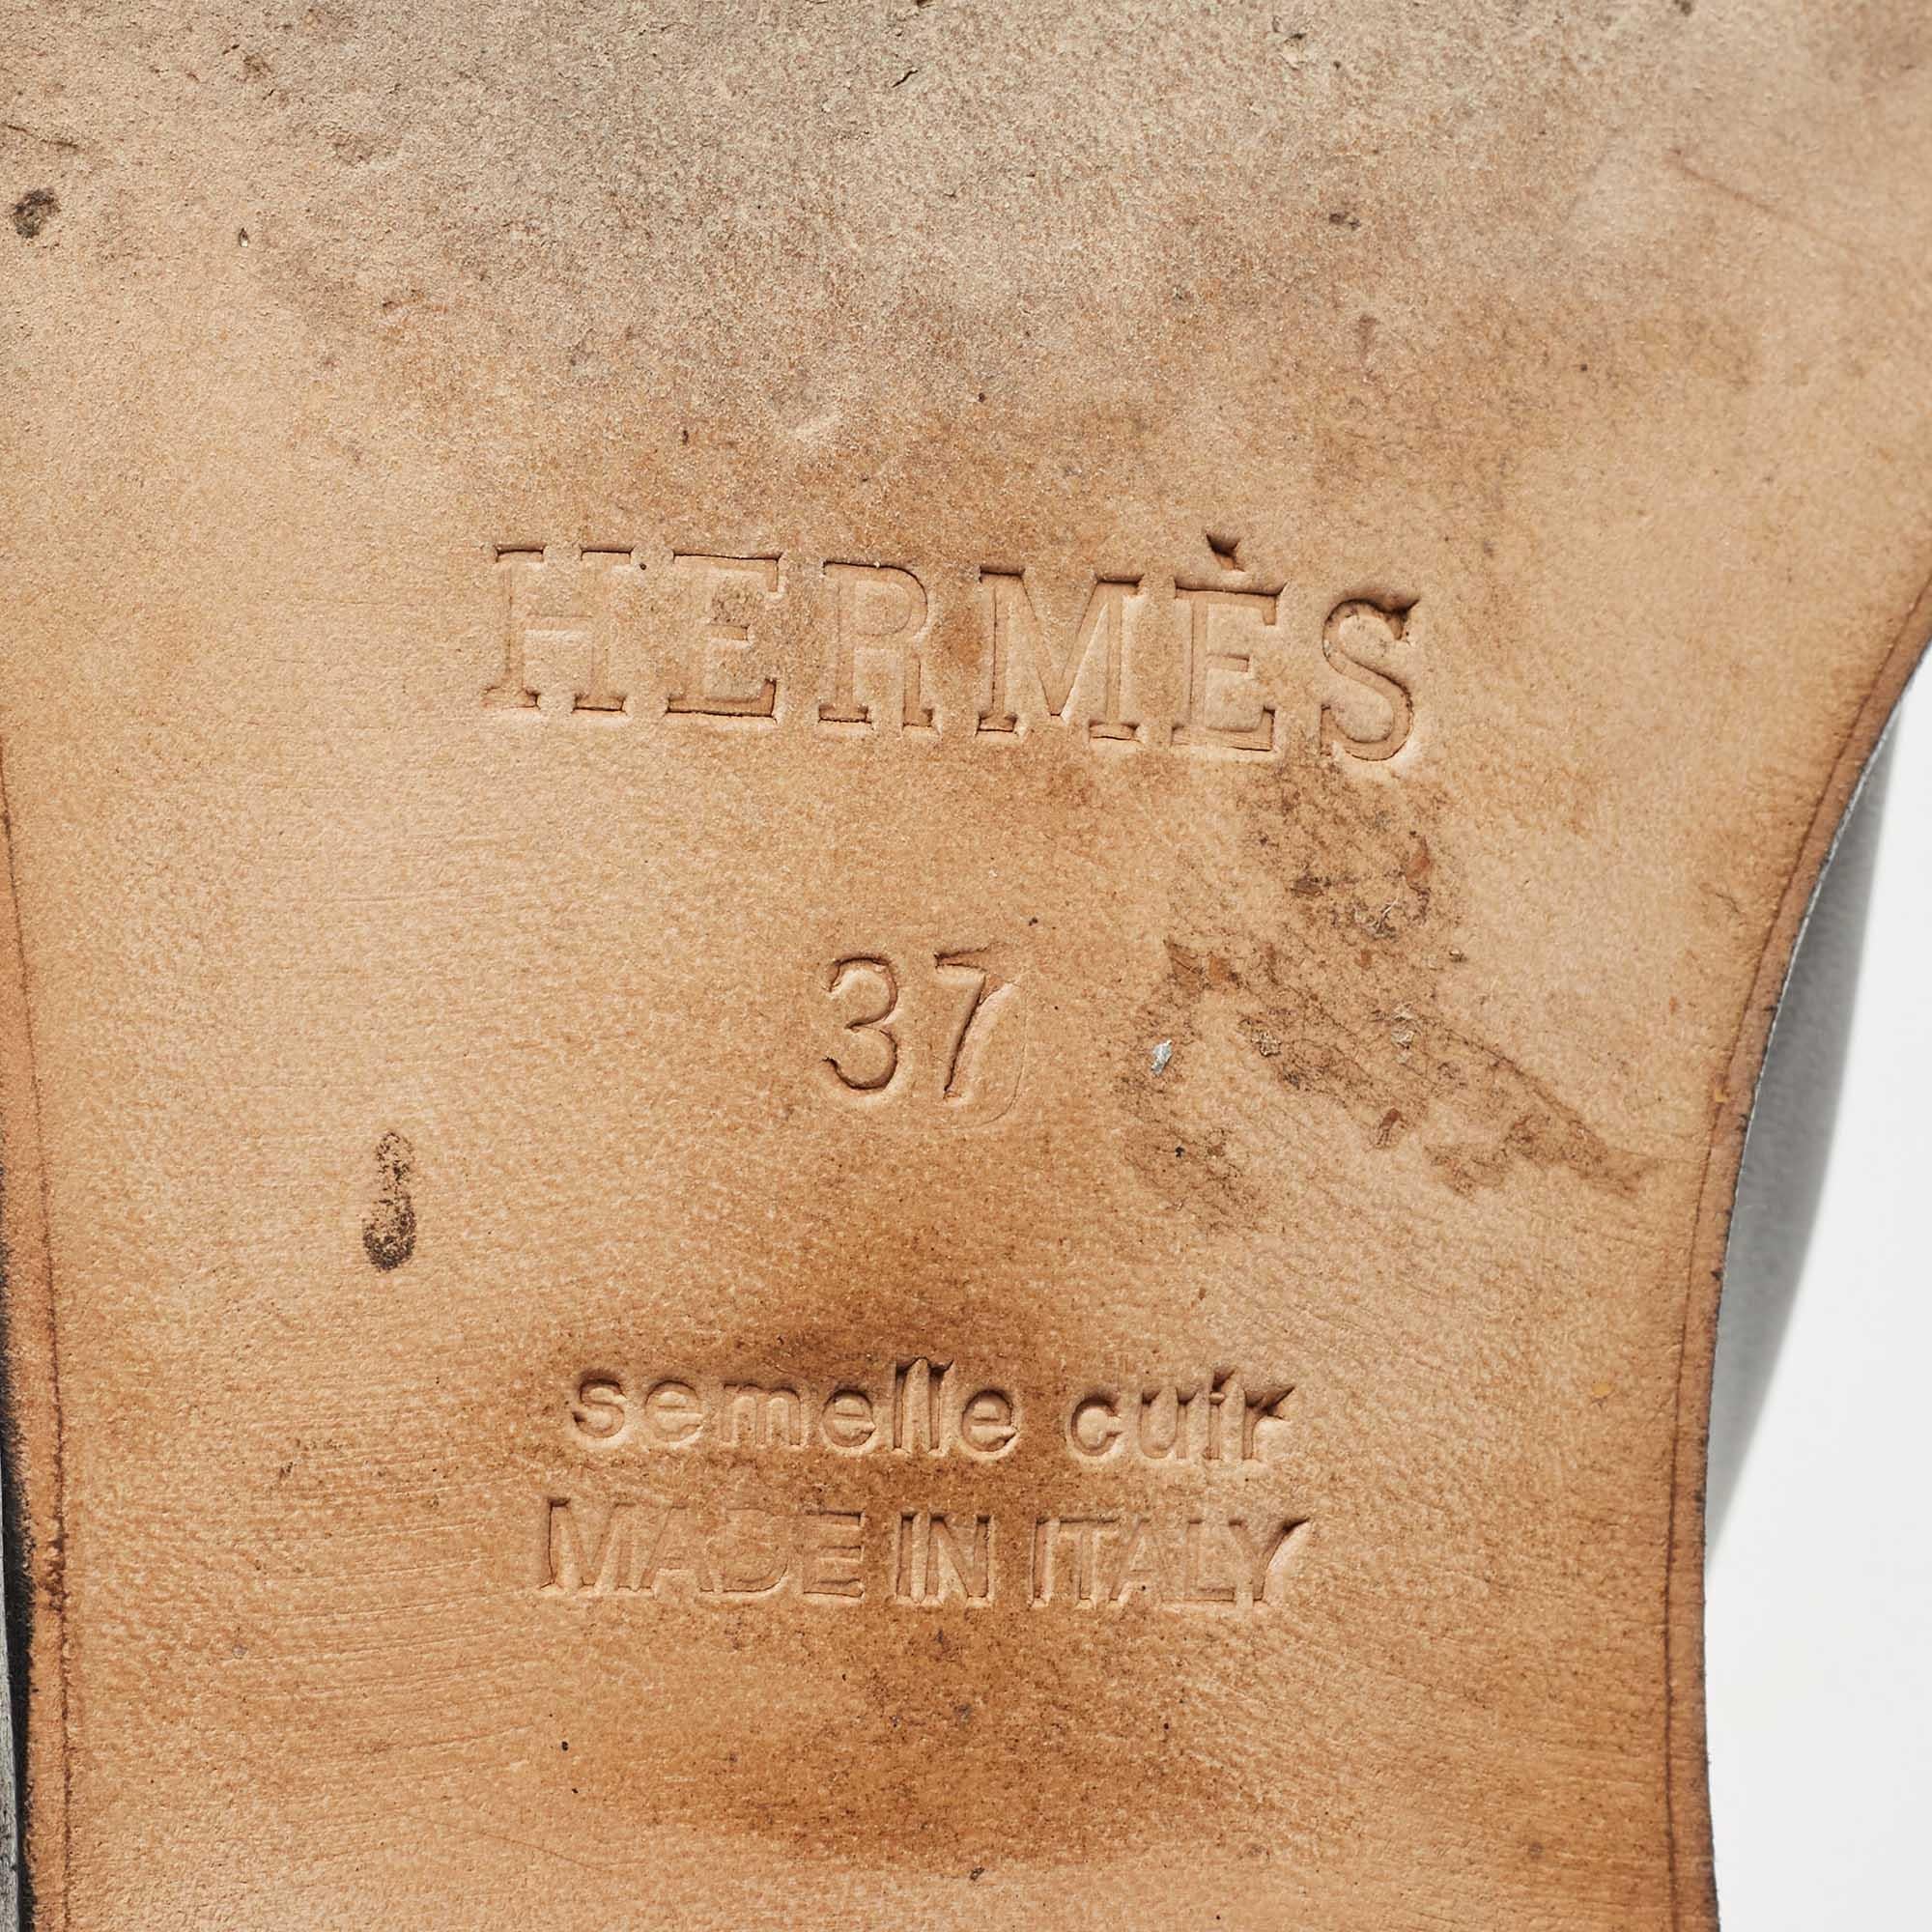 HERMÈS
37
semelle cuir
MADE IN ITALY